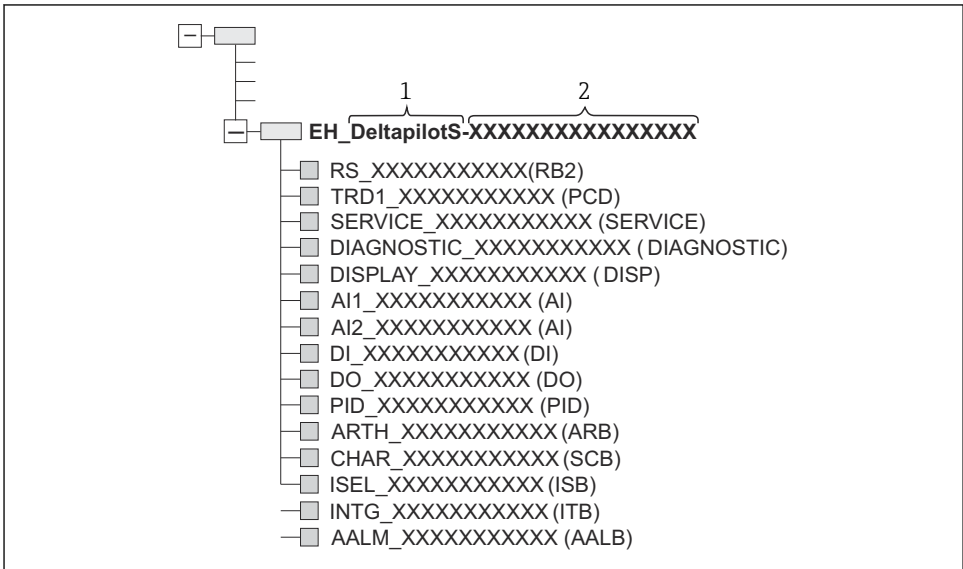 1 2
EH_DeltapilotS-XXXXXXXXXXXXXXXX
RS_XXXXXXXXXXX(RB2)
TRD1_XXXXXXXXXXX (PCD)
SERVICE_XXXXXXXXXXX (SERVICE)
DIAGNOSTIC_XXXXXXXXXXX ( DIAGNOSTIC)
DISPLAY_XXXXXXXXXXX ( DISP)
AI1_XXXXXXXXXXX (AI)
AI2_XXXXXXXXXXX (AI)
DI_XXXXXXXXXXX (DI)
DO_XXXXXXXXXXX (DO)
PID_XXXXXXXXXXX (PID)
ARTH_XXXXXXXXXXX (ARB)
CHAR_XXXXXXXXXXX (SCB)
ISEL_XXXXXXXXXXX (ISB)
INTG_XXXXXXXXXXX (ITB)
AALM_XXXXXXXXXXX (AALB)